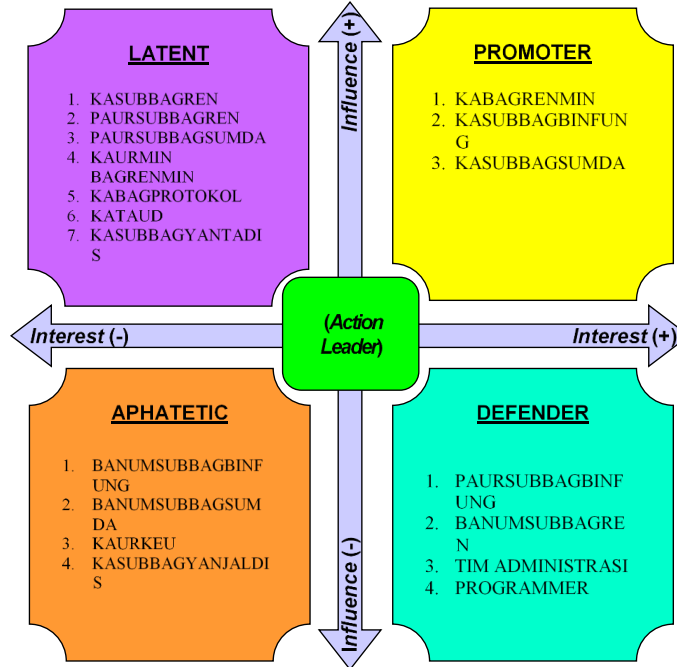 LATENT
1. KASUBBAGREN
2. PAURSUBBAGREN
3. PAURSUBBAGSUMDA
4. KAURMIN
BAGRENMIN
5. KABAGPROTOKOL
6. KATAUD
7. KASUBBAGYANTADI
S
Influence (+)
PROMOTER
1. KABAGRENMIN
2. KASUBBAGBINFUN
G
3. KASUBBAGSUMDA
Interest (-)
(Action
Leader)
Interest (+)
APHATETIC
1. BANUMSUBBAGBINF
UNG
2. BANUMSUBBAGSUM
DA
3. KAURKEU
4. KASUBBAGYANJALDI
S
Influence (-)
DEFENDER
1. PAURSUBBAGBINF
UNG
2. BANUMSUBBAGRE
N
3. TIM ADMINISTRASI
4. PROGRAMMER